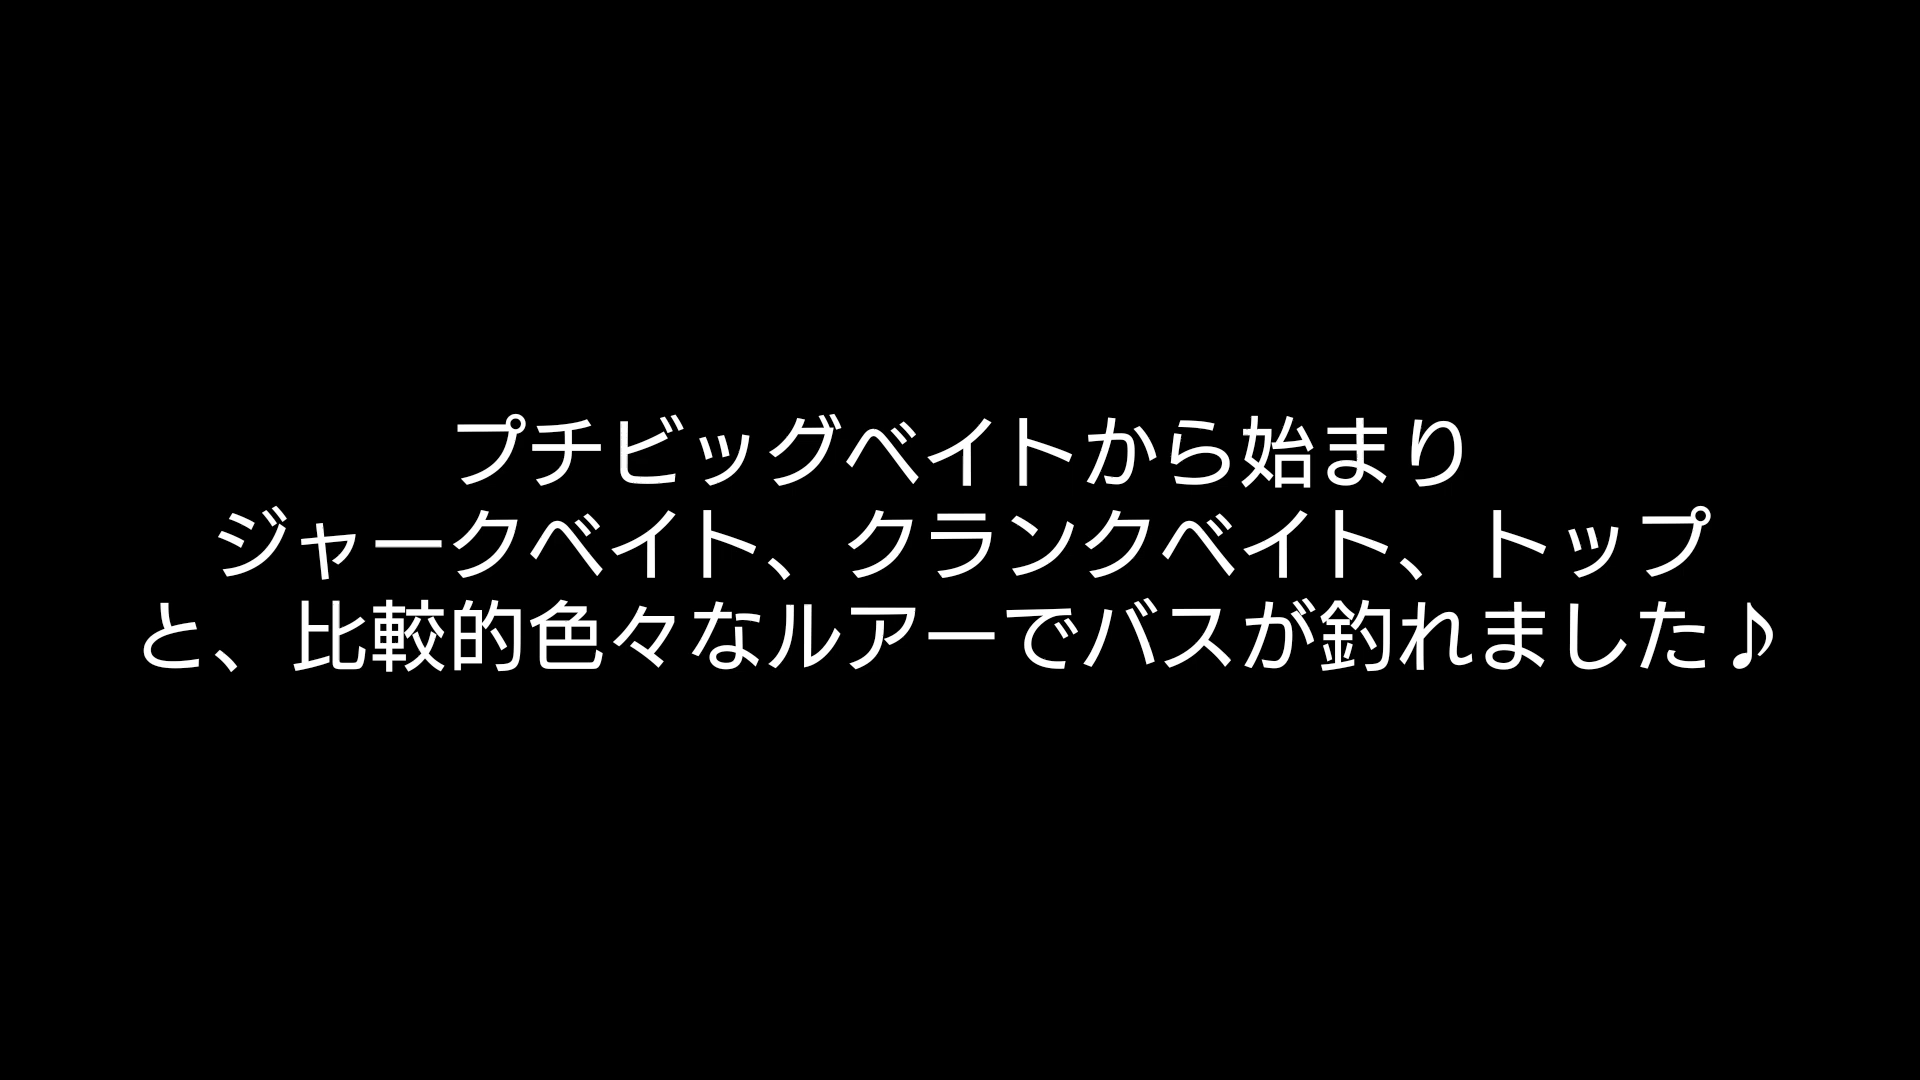 プチビッグベイトから始まり
ジャークベイト、クランクベイト、トップ
と、比較的色々なルアーでバスが釣れました♪